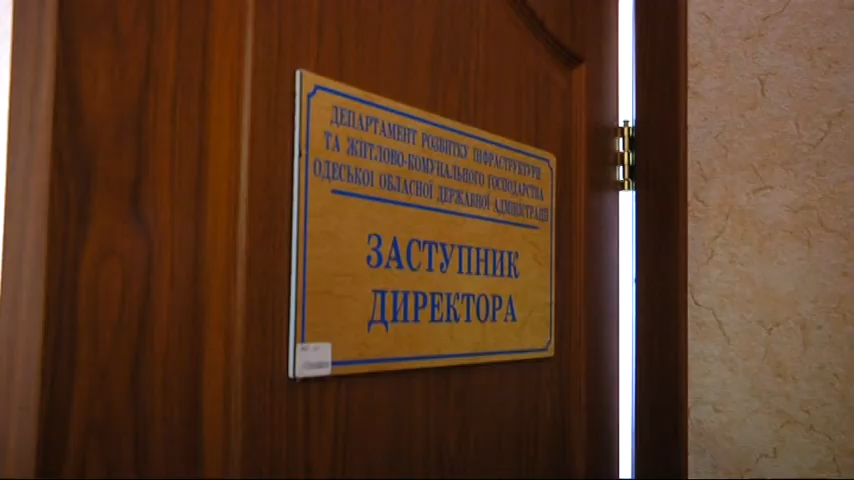 ДЕПАРТАМЕНТ РОЗВИТКУ ІНФРАСТРУКТУРИ
ТА ЖИТЛОВО-КОМУНАЛЬНОГО ГОСПОДАРСТВА
ОДЕСЬКОЇ ОБЛАСНОЇ ДЕРЖАВНОЇ АДМІНІСТРАЦІЇ
ЗАСТУПНИК
ДИРЕКТОРА